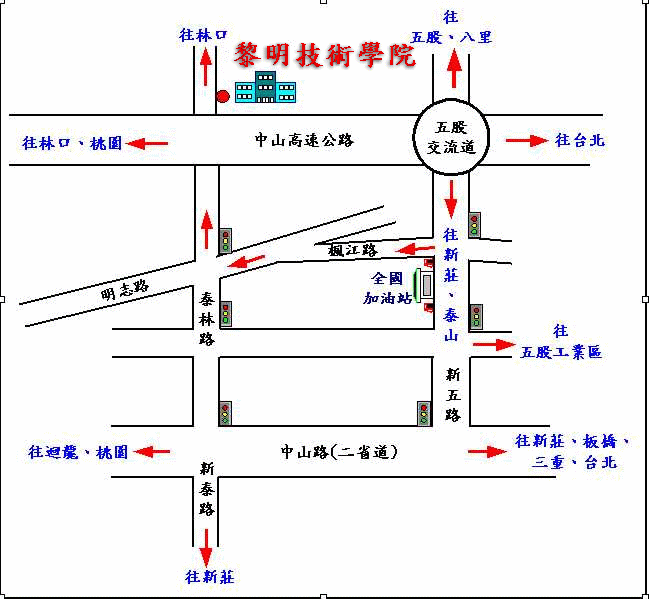 往
五股、八里
往林口
黎明技術學院
往林口、桃園
中山高速公路
五股
交流道
往台北
往新莊、泰山
楓江路
明志路
全國
加油站
泰林路
往
五股工業區
新五路
往迴龍、桃園
中山路(二省道)
往新莊、板橋、
三重、台北
新泰路
往新莊